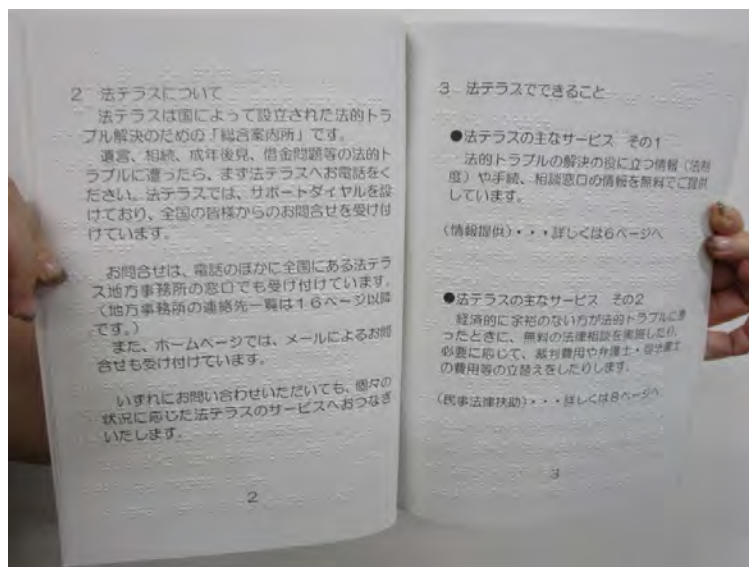 2　法テラスについて
　法テラスは国によって設立された法的トラ
ブル解決のための「総合案内所」です。
　遺言、相続、成年後見、借金問題等の法的ト
ラブルに遭ったら、まず法テラスへお電話をく
ださい。法テラスでは、サポートダイヤルを設
けており、全国の皆様からのお問合せを受け付
けています。
　お問合せは、電話のほかに全国にある法テラ
ス地方事務所の窓口でも受け付けています。
（地方事務所の連絡先一覧は16ページ以降
です。）
　また、ホームページでは、メールによるお問
合せも受け付けています。
　いずれにお問い合わせいただいても、個々の
状況に応じた法テラスのサービスへおつなぎ
いたします。
2
3　法テラスでできること
●法テラスの主なサービス　その1
　法的トラブルの解決の役に立つ情報（法制
度）や手続、相談窓口の情報を無料でご提供
しています。
（情報提供）・・・詳しくは6ページへ
●法テラスの主なサービス　その2
　経済的に余裕のない方が法的トラブルに遭
ったときに、無料の法律相談を実施したり、
必要に応じて、裁判費用や弁護士・司法書士
の費用等の立替えをしたりします。
（民事法律扶助）・・・詳しくは8ページへ
3